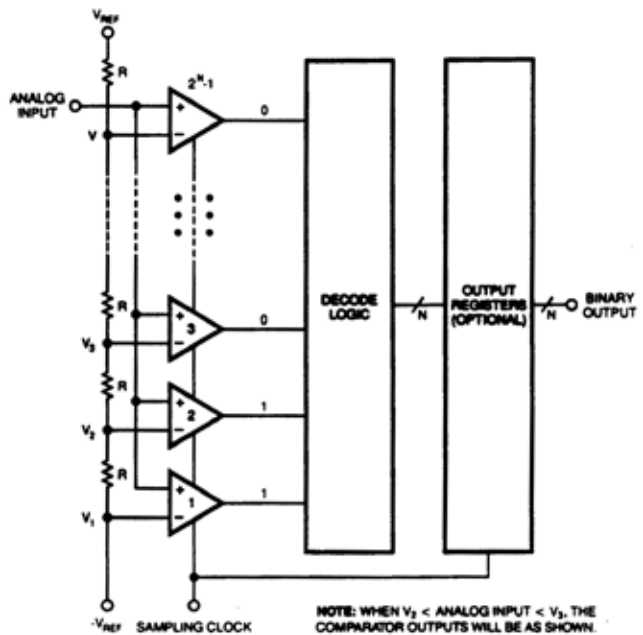 VREF
R
ANALOG INPUT
2^N-1
+
0
V
−
R
+
3
0
V3
−
R
+
2
1
V2
−
R
+
1
1
V1
−
DECODE LOGIC
N
OUTPUT REGISTERS (OPTIONAL)
N
BINARY OUTPUT
-VREF
SAMPLING CLOCK
NOTE: WHEN V2 < ANALOG INPUT < V3, THE
COMPARATOR OUTPUTS WILL BE AS SHOWN.